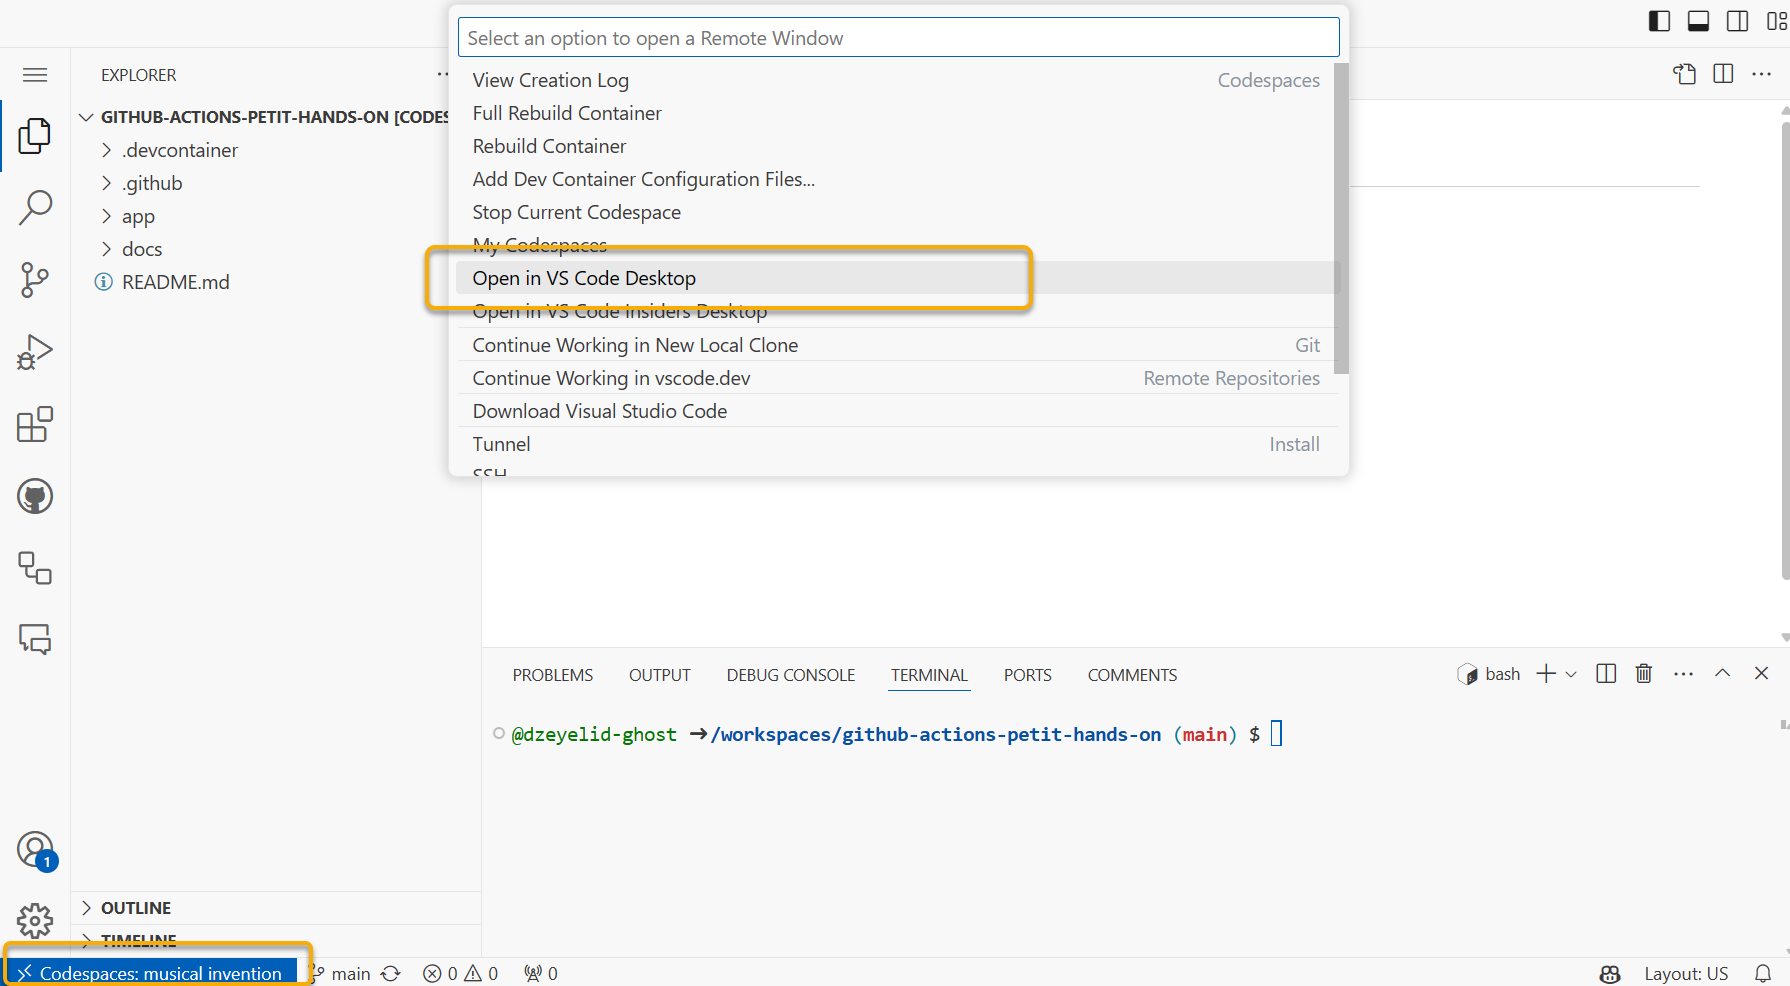 Select an option to open a Remote Window
View Creation Log Codespaces
Full Rebuild Container
Rebuild Container
Add Dev Container Configuration Files...
Stop Current Codespace
My Codespaces
Open in VS Code Desktop
Open in VS Code Insiders Desktop
Continue Working in New Local Clone Git
Continue Working in vscode.dev Remote Repositories
Download Visual Studio Code
Tunnel Install
SSH
EXPLORER
GITHUB-ACTIONS-PETIT-HANDS-ON [CODES
.devcontainer
.github
app
docs
README.md
OUTLINE
TIMELINE
PROBLEMS OUTPUT DEBUG CONSOLE TERMINAL PORTS COMMENTS
bash
@dzeyelid-ghost ➜/workspaces/github-actions-petit-hands-on (main) $
1
Codespaces: musical invention main 0 0 0 Layout: US